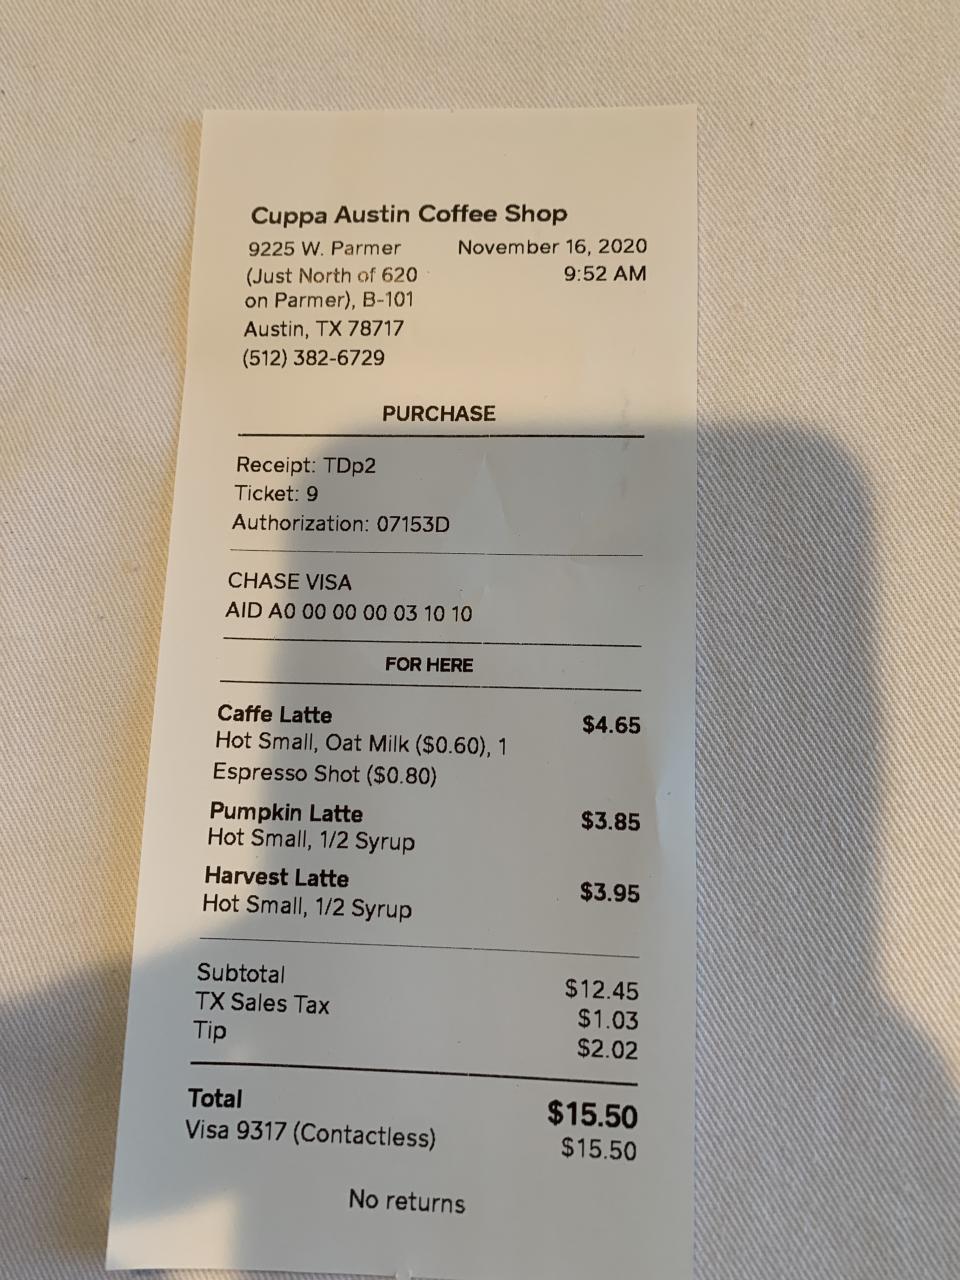 Cuppa Austin Coffee Shop
9225 W. Parmer
(Just North of 620
on Parmer), B-101
Austin, TX 78717
(512) 382-6729
November 16, 2020
9:52 AM
PURCHASE
Receipt: TDp2
Ticket: 9
Authorization: 07153D
CHASE VISA
AID A0 00 00 00 03 10 10
FOR HERE
Caffe Latte $4.65
Hot Small, Oat Milk ($0.60), 1
Espresso Shot ($0.80)
Pumpkin Latte $3.85
Hot Small, 1/2 Syrup
Harvest Latte $3.95
Hot Small, 1/2 Syrup
Subtotal $12.45
TX Sales Tax $1.03
Tip $2.02
Total $15.50
Visa 9317 (Contactless) $15.50
No returns